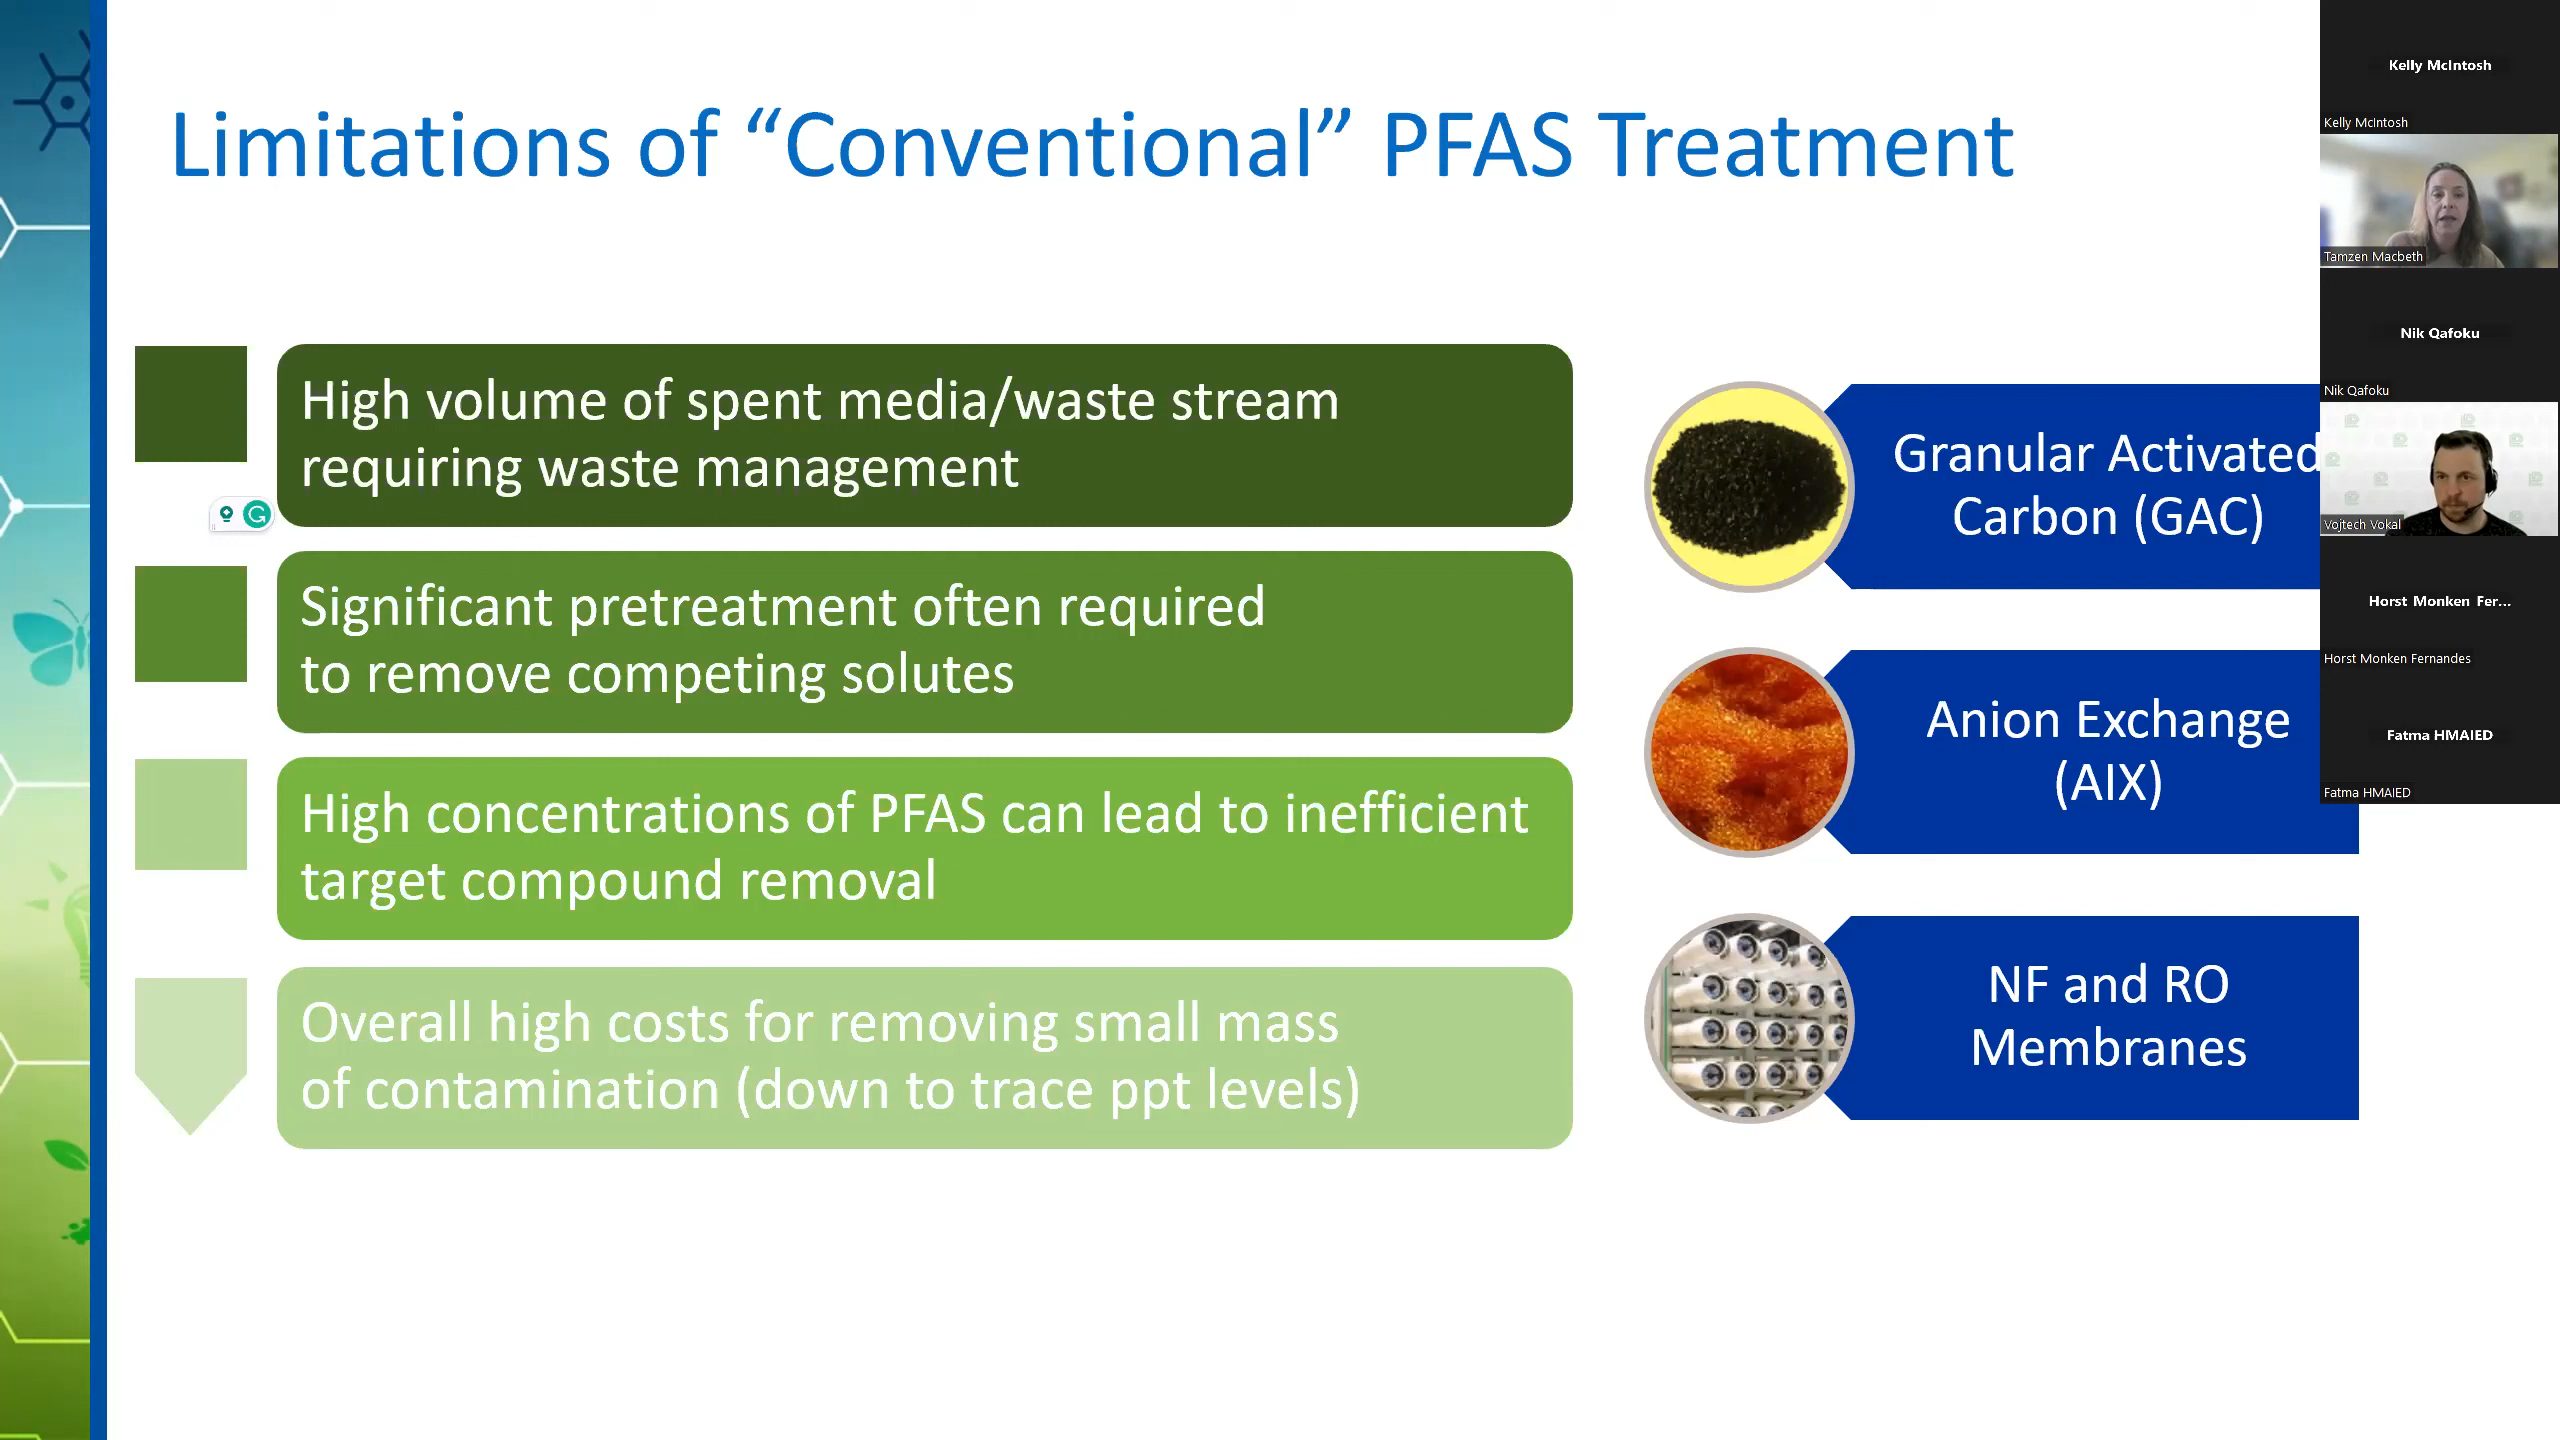 Limitations of “Conventional” PFAS Treatment
High volume of spent media/waste stream
requiring waste management
Significant pretreatment often required
to remove competing solutes
High concentrations of PFAS can lead to inefficient
target compound removal
Overall high costs for removing small mass
of contamination (down to trace ppt levels)
Granular Activated
Carbon (GAC)
Anion Exchange
(AIX)
NF and RO
Membranes
Kelly McIntosh
Kelly McIntosh
Tamzen Macbeth
Nik Qafoku
Nik Qafoku
Vojtech Vokal
Horst Monken Fer...
Horst Monken Fernandes
Fatma HMAIED
Fatma HMAIED